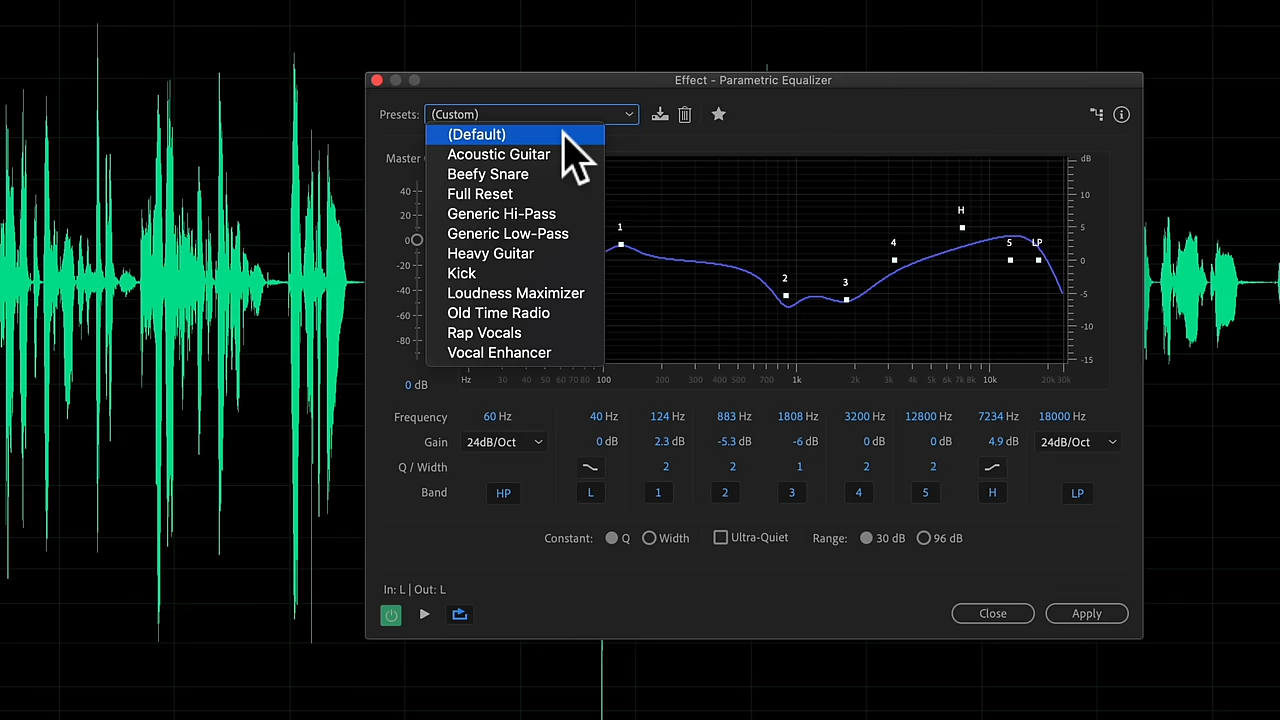 Effect - Parametric Equalizer
Presets: (Custom)
(Default)
Acoustic Guitar
Beefy Snare
Full Reset
Generic Hi-Pass
Generic Low-Pass
Heavy Guitar
Kick
Loudness Maximizer
Old Time Radio
Rap Vocals
Vocal Enhancer
Master
40
20
0
-20
-40
-60
-80
0 dB
1 2 3 4 H 5 LP
dB
10
5
0
-5
-10
-15
Hz 30 40 50 60 70 80 100 200 300 400 500 700 1k 2k 3k 4k 5k 6k 7k 8k 10k 20k 30k
Frequency 60 Hz 40 Hz 124 Hz 883 Hz 1808 Hz 3200 Hz 12800 Hz 7234 Hz 18000 Hz
Gain 24dB/Oct 0 dB 2.3 dB -5.3 dB -6 dB 0 dB 0 dB 4.9 dB 24dB/Oct
Q / Width 2 2 1 2 2
Band HP L 1 2 3 4 5 H LP
Constant: Q Width Ultra-Quiet Range: 30 dB 96 dB
In: L | Out: L
Close Apply